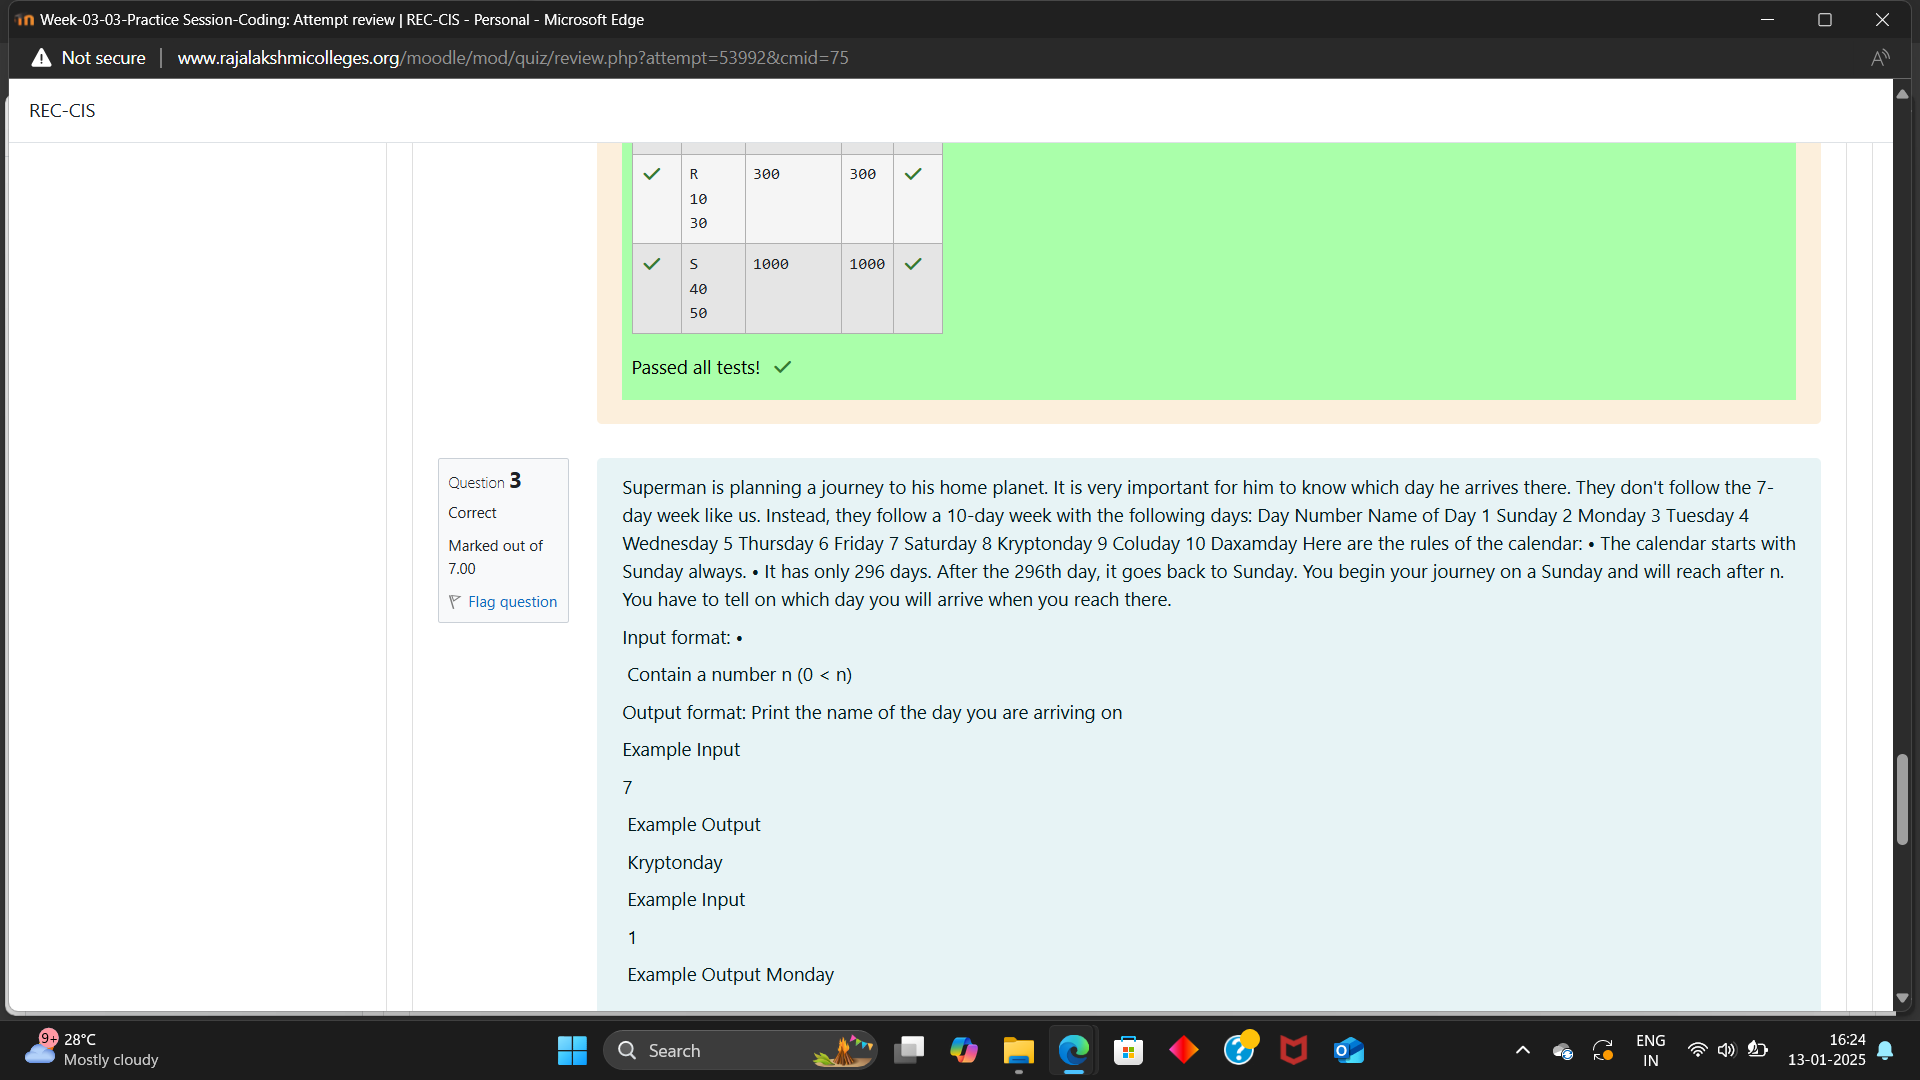 Week-03-03-Practice Session-Coding: Attempt review | REC-CIS - Personal - Microsoft Edge
Not secure | www.rajalakshmicolleges.org/moodle/mod/quiz/review.php?attempt=53992&cmid=75
REC-CIS
R 300 300
10
30
S 1000 1000
40
50
Passed all tests!
Question 3
Correct
Marked out of
7.00
Flag question
Superman is planning a journey to his home planet. It is very important for him to know which day he arrives there. They don't follow the 7-
day week like us. Instead, they follow a 10-day week with the following days: Day Number Name of Day 1 Sunday 2 Monday 3 Tuesday 4
Wednesday 5 Thursday 6 Friday 7 Saturday 8 Kryptonday 9 Coluday 10 Daxamday Here are the rules of the calendar: • The calendar starts with
Sunday always. • It has only 296 days. After the 296th day, it goes back to Sunday. You begin your journey on a Sunday and will reach after n.
You have to tell on which day you will arrive when you reach there.
Input format: •
Contain a number n (0 < n)
Output format: Print the name of the day you are arriving on
Example Input
7
Example Output
Kryptonday
Example Input
1
Example Output Monday
9+
28°C
Mostly cloudy
Search
ENG
IN
16:24
13-01-2025